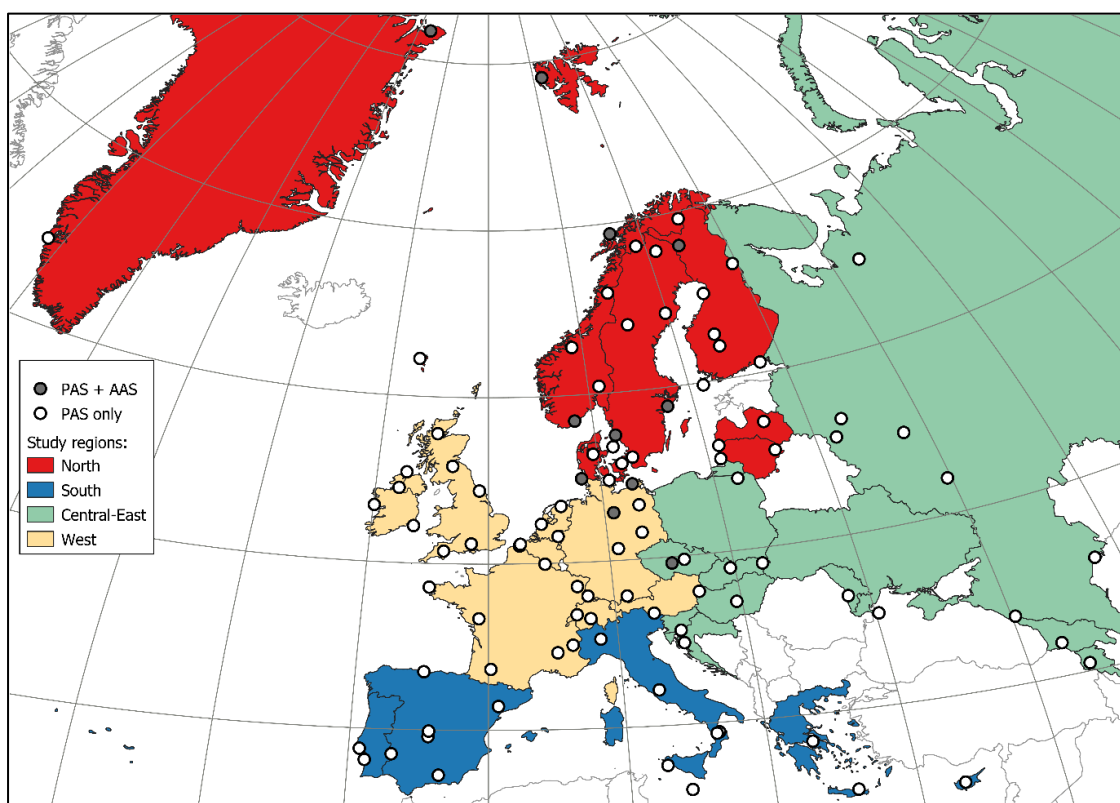 PAS + AAS
PAS only
Study regions:
North
South
Central-East
West